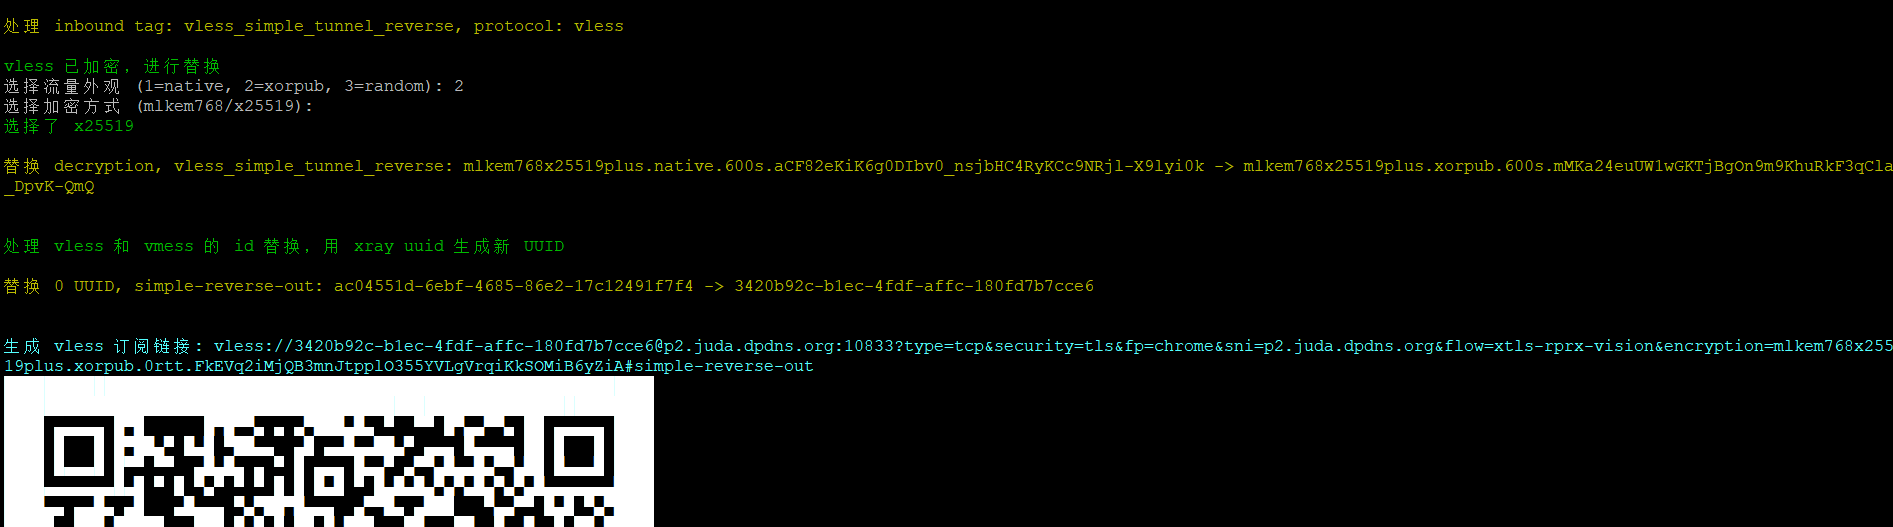 处理 inbound tag: vless_simple_tunnel_reverse, protocol: vless
vless 已加密, 进行替换
选择流量外观 (1=native, 2=xorpub, 3=random): 2
选择加密方式 (mlkem768/x25519):
选择了 x25519
替换 decryption, vless_simple_tunnel_reverse: mlkem768x25519plus.native.600s.aCF82eKiK6g0DIbv0_nsjbHC4RyKCc9NRjl-X9lyi0k -> mlkem768x25519plus.xorpub.600s.mMKa24euUW1wGKTjBgOn9m9KhuRkF3qCla
_DpvK-QmQ
处理 vless 和 vmess 的 id 替换, 用 xray uuid 生成新 UUID
替换 0 UUID, simple-reverse-out: ac04551d-6ebf-4685-86e2-17c12491f7f4 -> 3420b92c-b1ec-4fdf-affc-180fd7b7cce6
生成 vless 订阅链接: vless://3420b92c-b1ec-4fdf-affc-180fd7b7cce6@p2.juda.dpdns.org:10833?type=tcp&security=tls&fp=chrome&sni=p2.juda.dpdns.org&flow=xtls-rprx-vision&encryption=mlkem768x255
19plus.xorpub.0rtt.FkEVq2iMjQB3mnJtpplO355YVLgVrqiKkSOMiB6yZiA#simple-reverse-out